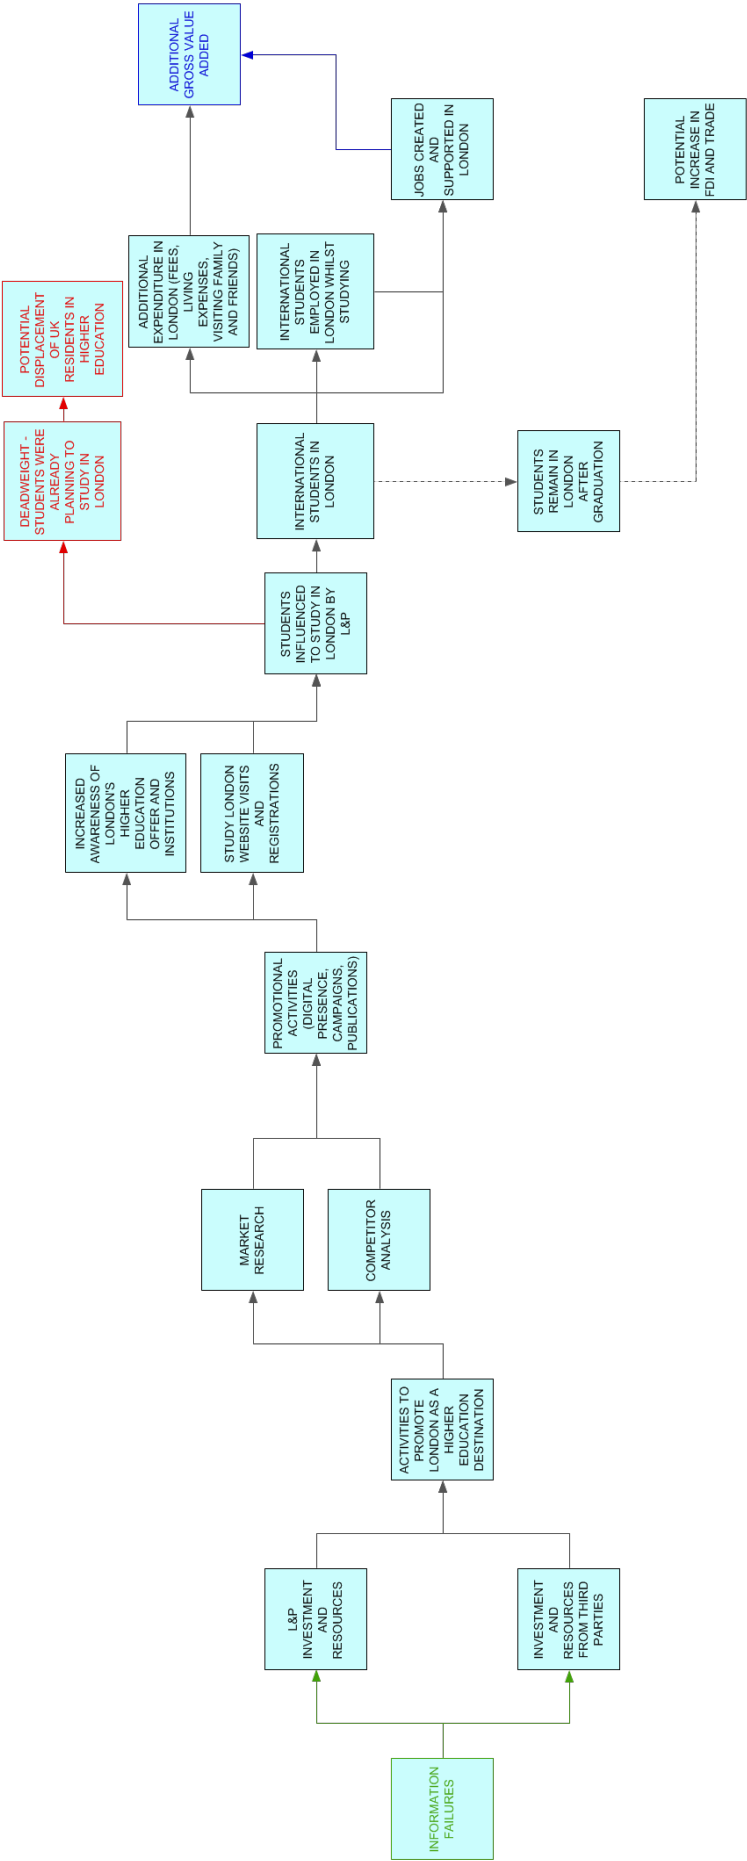 INFORMATION
FAILURES
L&P
INVESTMENT
AND
RESOURCES
INVESTMENT
AND
RESOURCES
FROM THIRD
PARTIES
ACTIVITIES TO
PROMOTE
LONDON AS A
HIGHER
EDUCATION
DESTINATION
MARKET
RESEARCH
COMPETITOR
ANALYSIS
PROMOTIONAL
ACTIVITIES
(DIGITAL
PRESENCE,
CAMPAIGNS,
PUBLICATIONS)
INCREASED
AWARENESS OF
LONDON'S
HIGHER
EDUCATION
OFFER AND
INSTITUTIONS
STUDY LONDON
WEBSITE VISITS
AND
REGISTRATIONS
STUDENTS
INFLUENCED
TO STUDY IN
LONDON BY
L&P
DEADWEIGHT -
STUDENTS WERE
ALREADY
PLANNING TO
STUDY IN
LONDON
POTENTIAL
DISPLACEMENT
OF UK
RESIDENTS IN
HIGHER
EDUCATION
INTERNATIONAL
STUDENTS IN
LONDON
STUDENTS
REMAIN IN
LONDON
AFTER
GRADUATION
ADDITIONAL
EXPENDITURE IN
LONDON (FEES,
LIVING
EXPENSES,
VISITING FAMILY
AND FRIENDS)
INTERNATIONAL
STUDENTS
EMPLOYED IN
LONDON WHILST
STUDYING
JOBS CREATED
AND
SUPPORTED IN
LONDON
ADDITIONAL
GROSS VALUE
ADDED
POTENTIAL
INCREASE IN
FDI AND TRADE